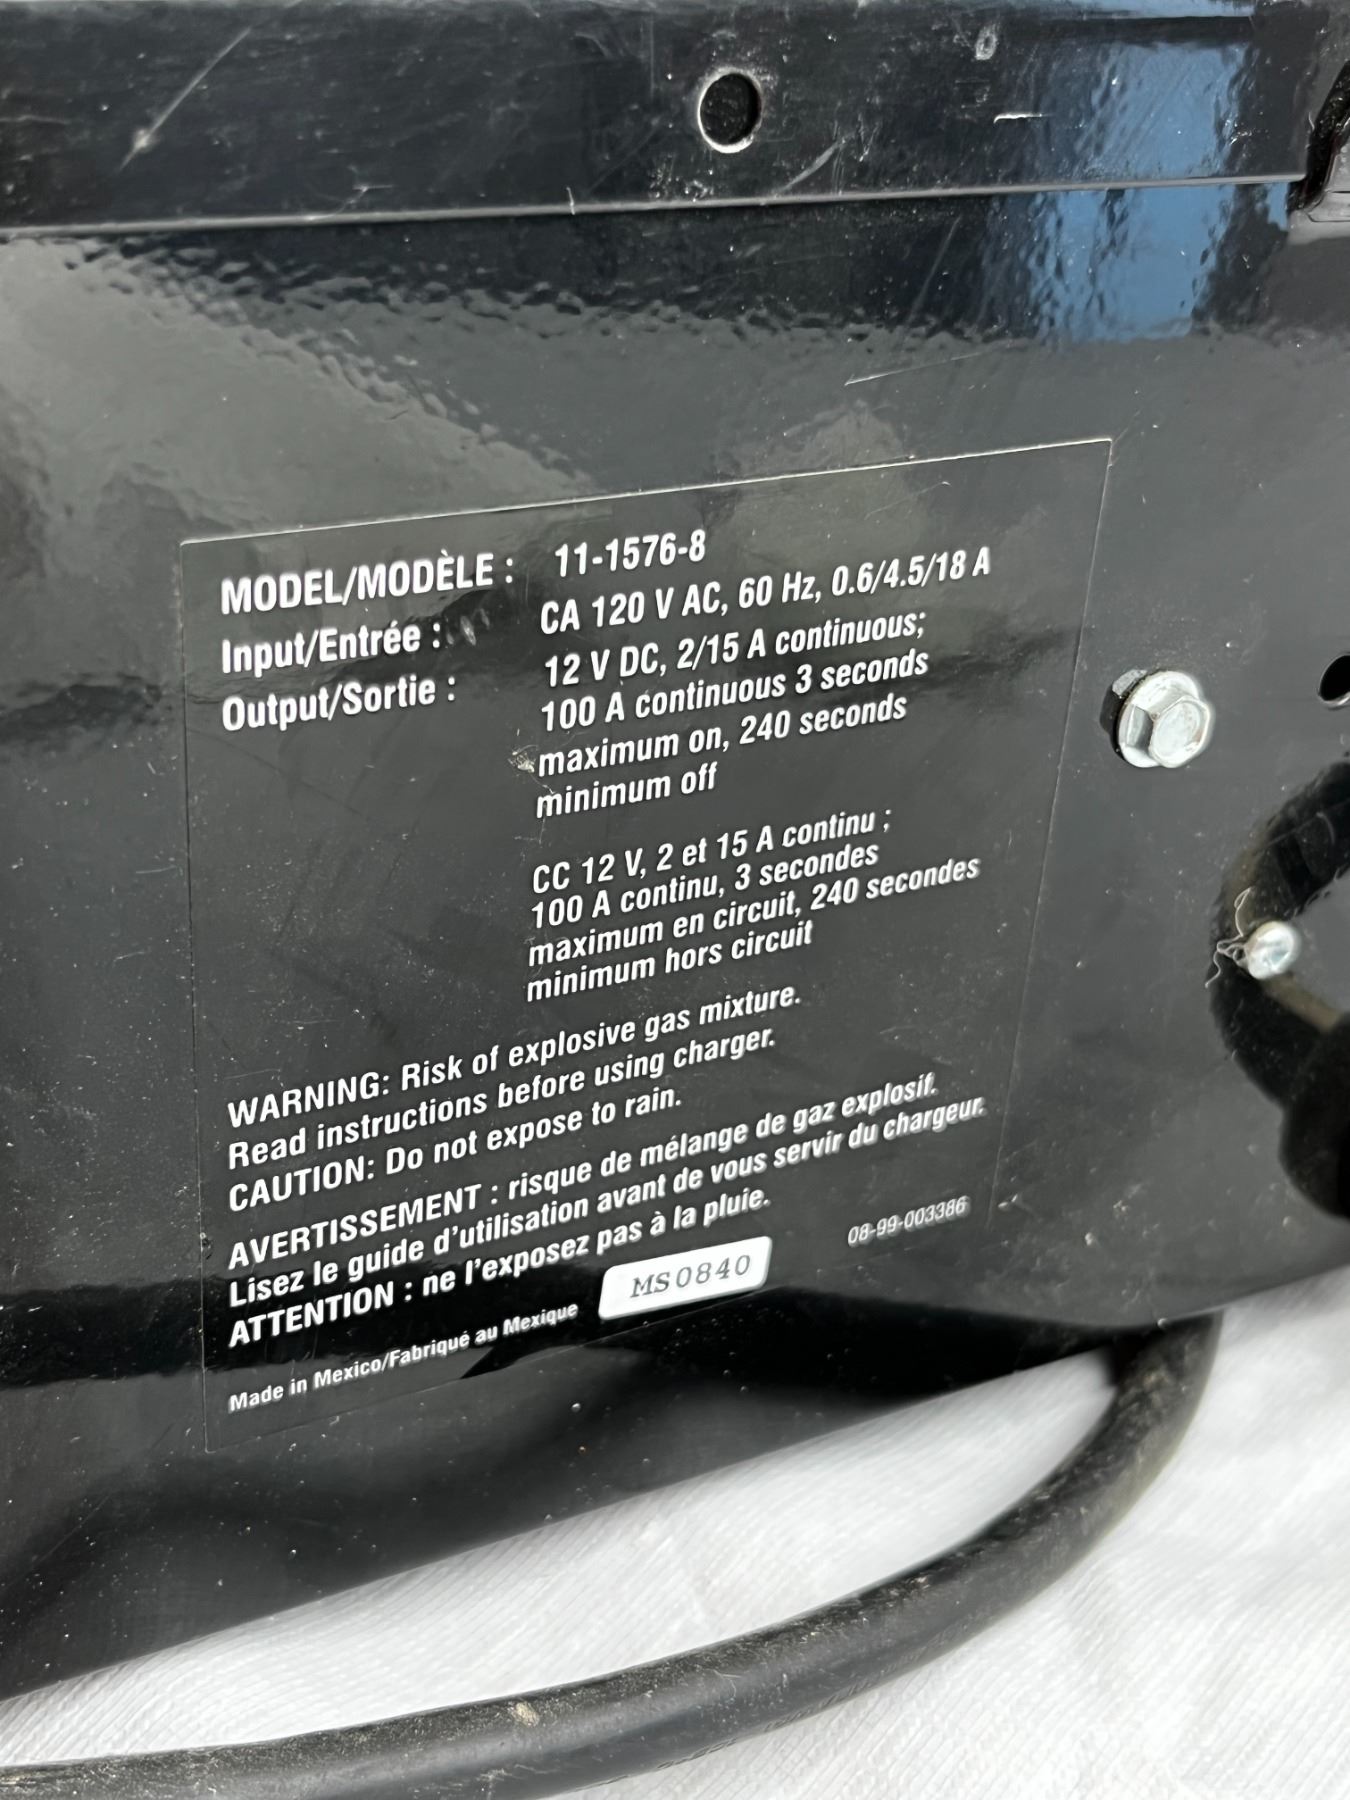 MODEL/MODÈLE : 11-1576-8
Input/Entrée : CA 120 V AC, 60 Hz, 0.6/4.5/18 A
Output/Sortie : 12 V DC, 2/15 A continuous;
100 A continuous 3 seconds
maximum on, 240 seconds
minimum off
CC 12 V, 2 et 15 A continu ;
100 A continu, 3 secondes
maximum en circuit, 240 secondes
minimum hors circuit
WARNING: Risk of explosive gas mixture.
Read instructions before using charger.
CAUTION: Do not expose to rain.
AVERTISSEMENT : risque de mélange de gaz explosif.
Lisez le guide d'utilisation avant de vous servir du chargeur.
ATTENTION : ne l'exposez pas à la pluie.
08-99-003386
Made in Mexico/Fabriqué au Mexique MS0840